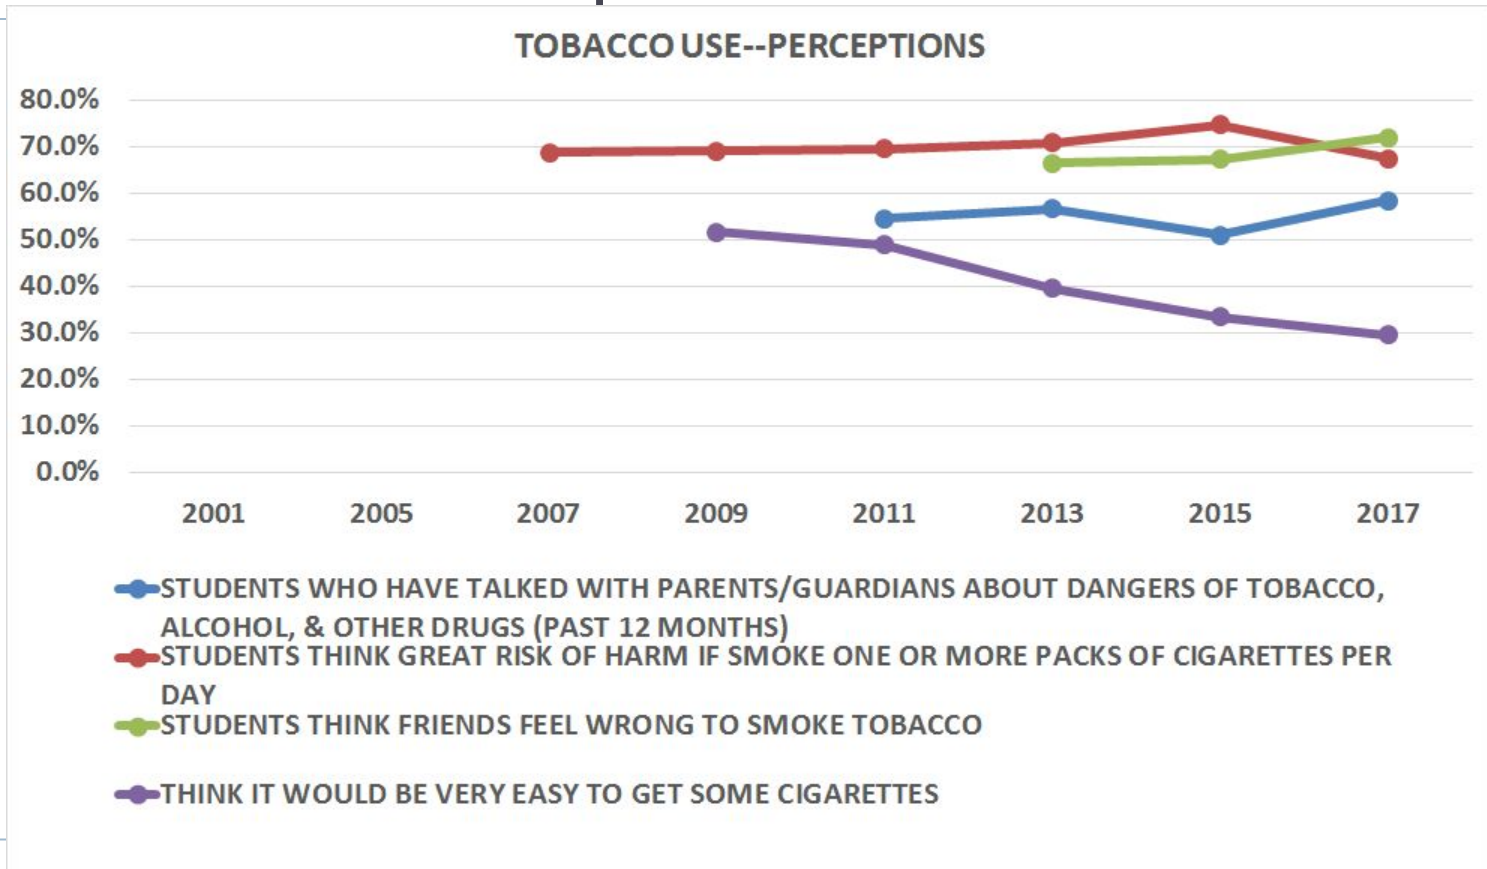 TOBACCO USE--PERCEPTIONS
80.0%
70.0%
60.0%
50.0%
40.0%
30.0%
20.0%
10.0%
0.0%
2001 2005 2007 2009 2011 2013 2015 2017
STUDENTS WHO HAVE TALKED WITH PARENTS/GUARDIANS ABOUT DANGERS OF TOBACCO,
ALCOHOL, & OTHER DRUGS (PAST 12 MONTHS)
STUDENTS THINK GREAT RISK OF HARM IF SMOKE ONE OR MORE PACKS OF CIGARETTES PER
DAY
STUDENTS THINK FRIENDS FEEL WRONG TO SMOKE TOBACCO
THINK IT WOULD BE VERY EASY TO GET SOME CIGARETTES